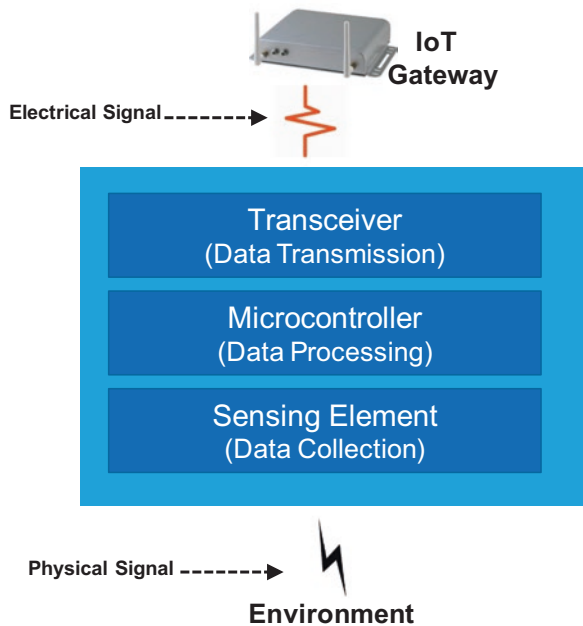 IoT
Gateway
Electrical Signal
Transceiver
(Data Transmission)
Microcontroller
(Data Processing)
Sensing Element
(Data Collection)
Physical Signal
Environment